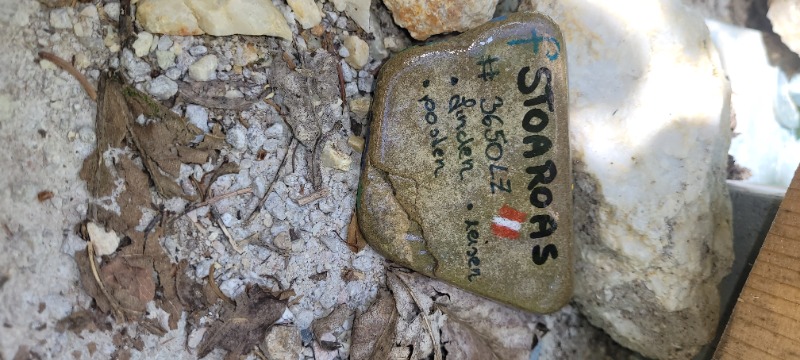 f STOAROAS
# 3650LZ
• finden • reisen
• posten